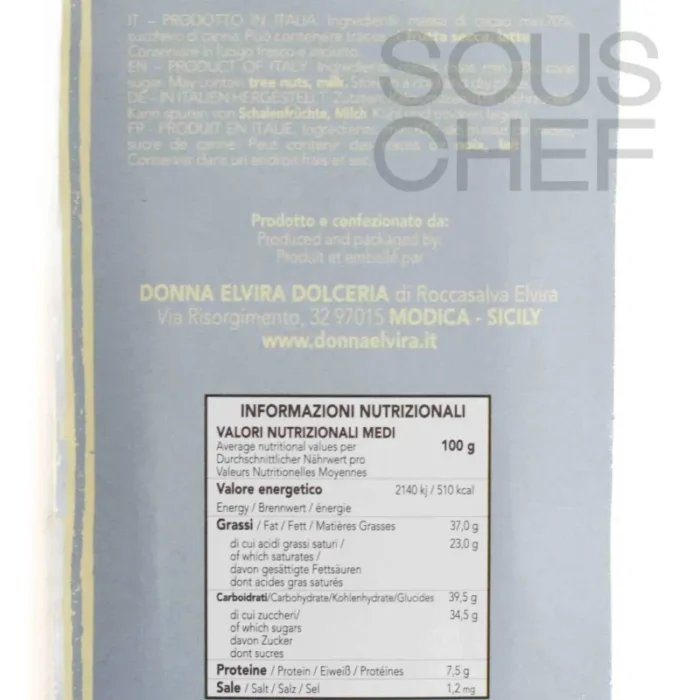 IT - PRODOTTO IN ITALIA. Ingredienti: massa di cacao min 70%
zucchero di canna. Può contenere tracce di frutta secca, latte
Conservare in luogo fresco e asciutto.
EN - PRODUCT OF ITALY Ingredients: min cane
sugar. May contain tree nuts, milk.
DE - IN ITALIEN HERGESTELLT
Kann spuren von Schalenfrüchte, Milch
FR - PRODUIT EN ITALIE. Ingredients:
sucre de canne. Peut contenir des traces
Conserver dans un endroit frais et sec.
SOUS
CHEF
Prodotto e confezionato da:
Produced and packaged by:
Produit et emballé par
DONNA ELVIRA DOLCERIA di Roccasalva Elvira
Via Risorgimento, 32 97015 MODICA - SICILY
www.donnaelvira.it
INFORMAZIONI NUTRIZIONALI
VALORI NUTRIZIONALI MEDI
Average nutritional values per 100 g
Durchschnittlicher Nährwert pro
Valeurs Nutritionelles Moyennes
Valore energetico 2140 kj / 510 kcal
Energy / Brennwert / énergie
Grassi / Fat / Fett / Matières Grasses 37,0 g
di cui acidi grassi saturi / 23,0 g
of which saturates /
davon gesättigte Fettsäuren
dont acides gras saturés
Carboidrati/Carbohydrate/Kohlenhydrate/Glucides 39,5 g
di cui zuccheri/ 34,5 g
of which sugars
davon Zucker
dont sucres
Proteine / Protein / Eiweiß / Protéines 7,5 g
Sale / Salt / Salz / Sel 1,2 mg